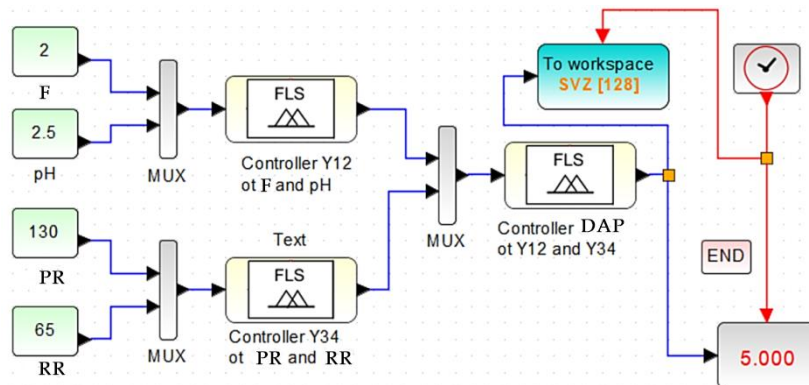 2
F
2.5
pH
MUX
FLS
Controller Y12
ot F and pH
130
PR
65
RR
MUX
Text
FLS
Controller Y34
ot PR and RR
MUX
FLS
Controller DAP
ot Y12 and Y34
To workspace
SVZ [128]
END
5.000